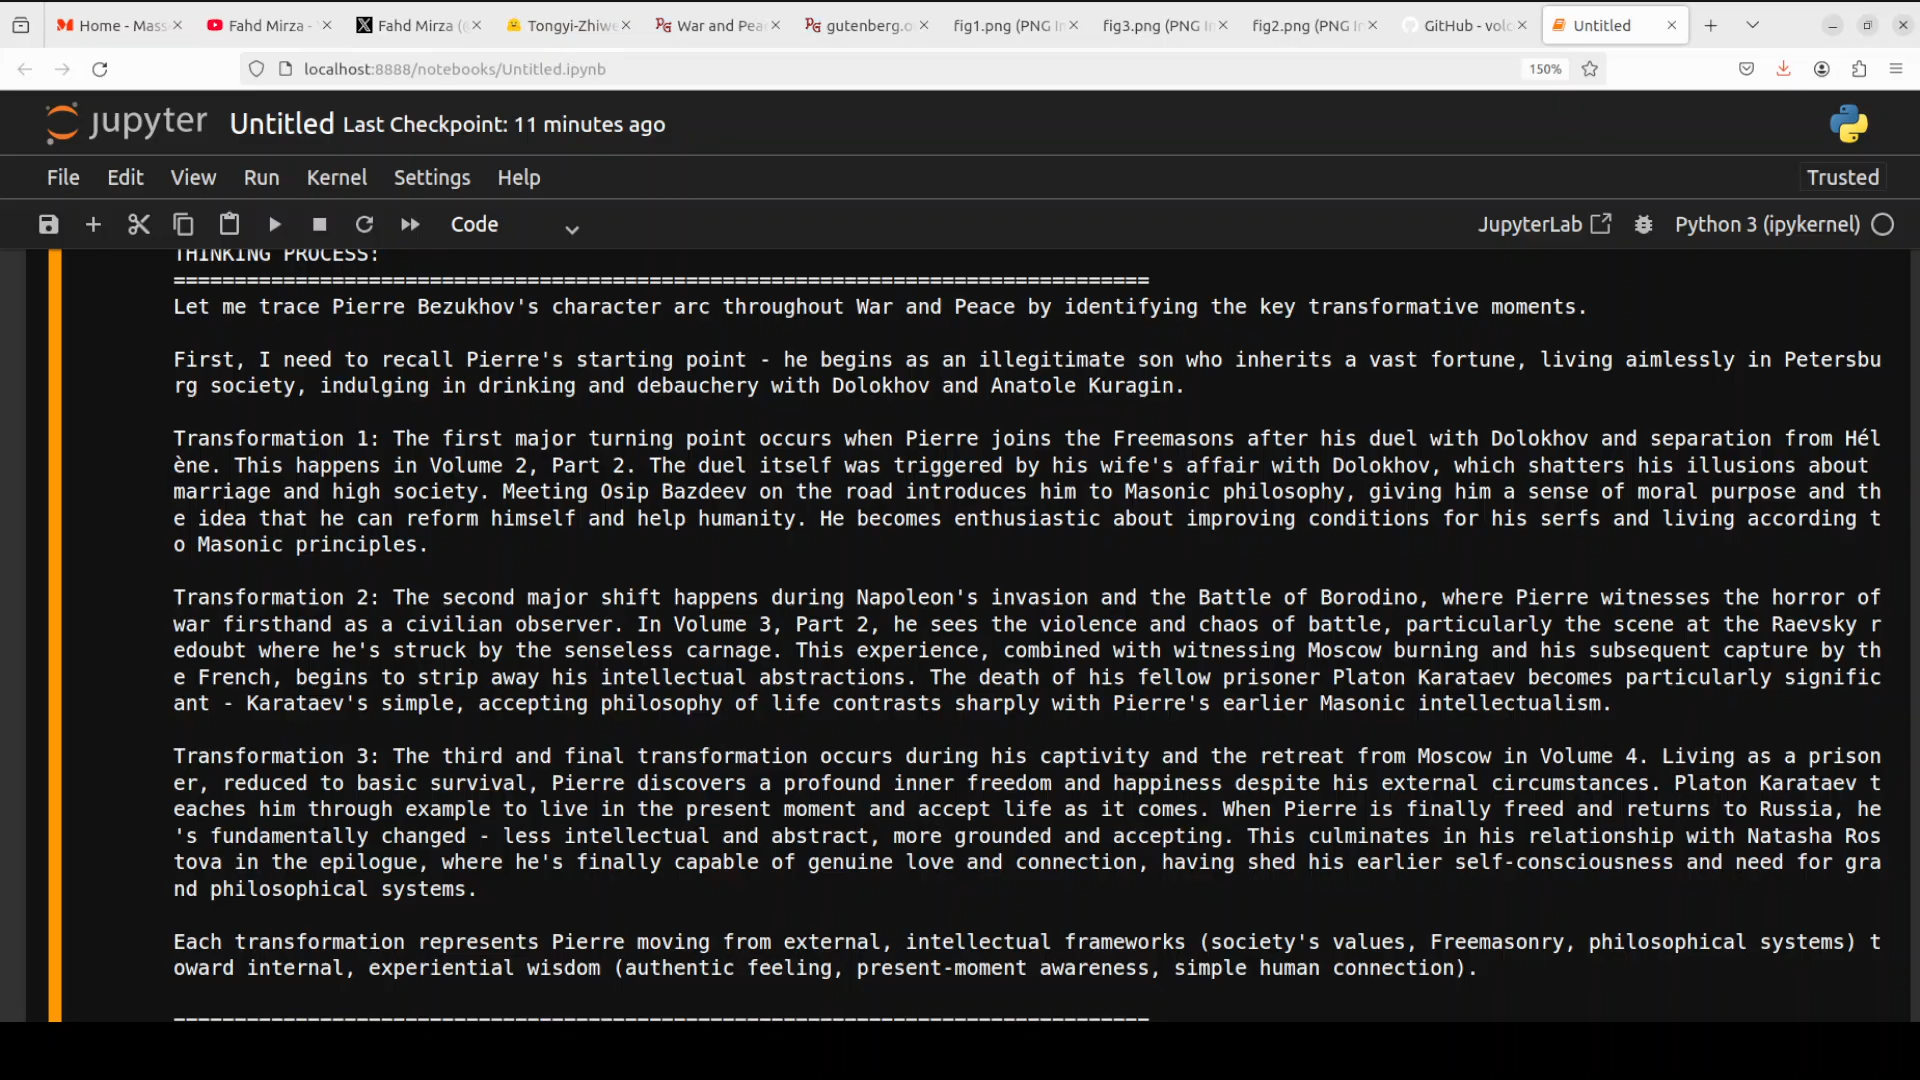 Home - Mass
Fahd Mirza -
Fahd Mirza (@
Tongyi-Zhiwe
War and Peac
gutenberg.o
fig1.png (PNG In
fig3.png (PNG In
fig2.png (PNG In
GitHub - volc
Untitled
localhost:8888/notebooks/Untitled.ipynb
150%
jupyter Untitled Last Checkpoint: 11 minutes ago
File Edit View Run Kernel Settings Help Trusted
Code JupyterLab Python 3 (ipykernel)
THINKING PROCESS:
================================================================================
Let me trace Pierre Bezukhov's character arc throughout War and Peace by identifying the key transformative moments.
First, I need to recall Pierre's starting point - he begins as an illegitimate son who inherits a vast fortune, living aimlessly in Petersbu
rg society, indulging in drinking and debauchery with Dolokhov and Anatole Kuragin.
Transformation 1: The first major turning point occurs when Pierre joins the Freemasons after his duel with Dolokhov and separation from Hél
ène. This happens in Volume 2, Part 2. The duel itself was triggered by his wife's affair with Dolokhov, which shatters his illusions about
marriage and high society. Meeting Osip Bazdeev on the road introduces him to Masonic philosophy, giving him a sense of moral purpose and th
e idea that he can reform himself and help humanity. He becomes enthusiastic about improving conditions for his serfs and living according t
o Masonic principles.
Transformation 2: The second major shift happens during Napoleon's invasion and the Battle of Borodino, where Pierre witnesses the horror of
war firsthand as a civilian observer. In Volume 3, Part 2, he sees the violence and chaos of battle, particularly the scene at the Raevsky r
edoubt where he's struck by the senseless carnage. This experience, combined with witnessing Moscow burning and his subsequent capture by th
e French, begins to strip away his intellectual abstractions. The death of his fellow prisoner Platon Karataev becomes particularly signific
ant - Karataev's simple, accepting philosophy of life contrasts sharply with Pierre's earlier Masonic intellectualism.
Transformation 3: The third and final transformation occurs during his captivity and the retreat from Moscow in Volume 4. Living as a prison
er, reduced to basic survival, Pierre discovers a profound inner freedom and happiness despite his external circumstances. Platon Karataev t
eaches him through example to live in the present moment and accept life as it comes. When Pierre is finally freed and returns to Russia, he
's fundamentally changed - less intellectual and abstract, more grounded and accepting. This culminates in his relationship with Natasha Ros
tova in the epilogue, where he's finally capable of genuine love and connection, having shed his earlier self-consciousness and need for gra
nd philosophical systems.
Each transformation represents Pierre moving from external, intellectual frameworks (society's values, Freemasonry, philosophical systems) t
oward internal, experiential wisdom (authentic feeling, present-moment awareness, simple human connection).